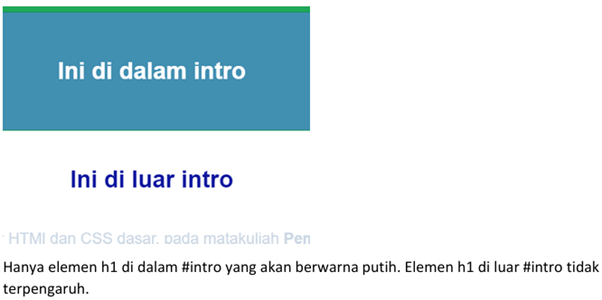 Ini di dalam intro
Ini di luar intro
HTMl dan CSS dasar. pada matakuliah
Hanya elemen h1 di dalam #intro yang akan berwarna putih. Elemen h1 di luar #intro tidak
terpengaruh.